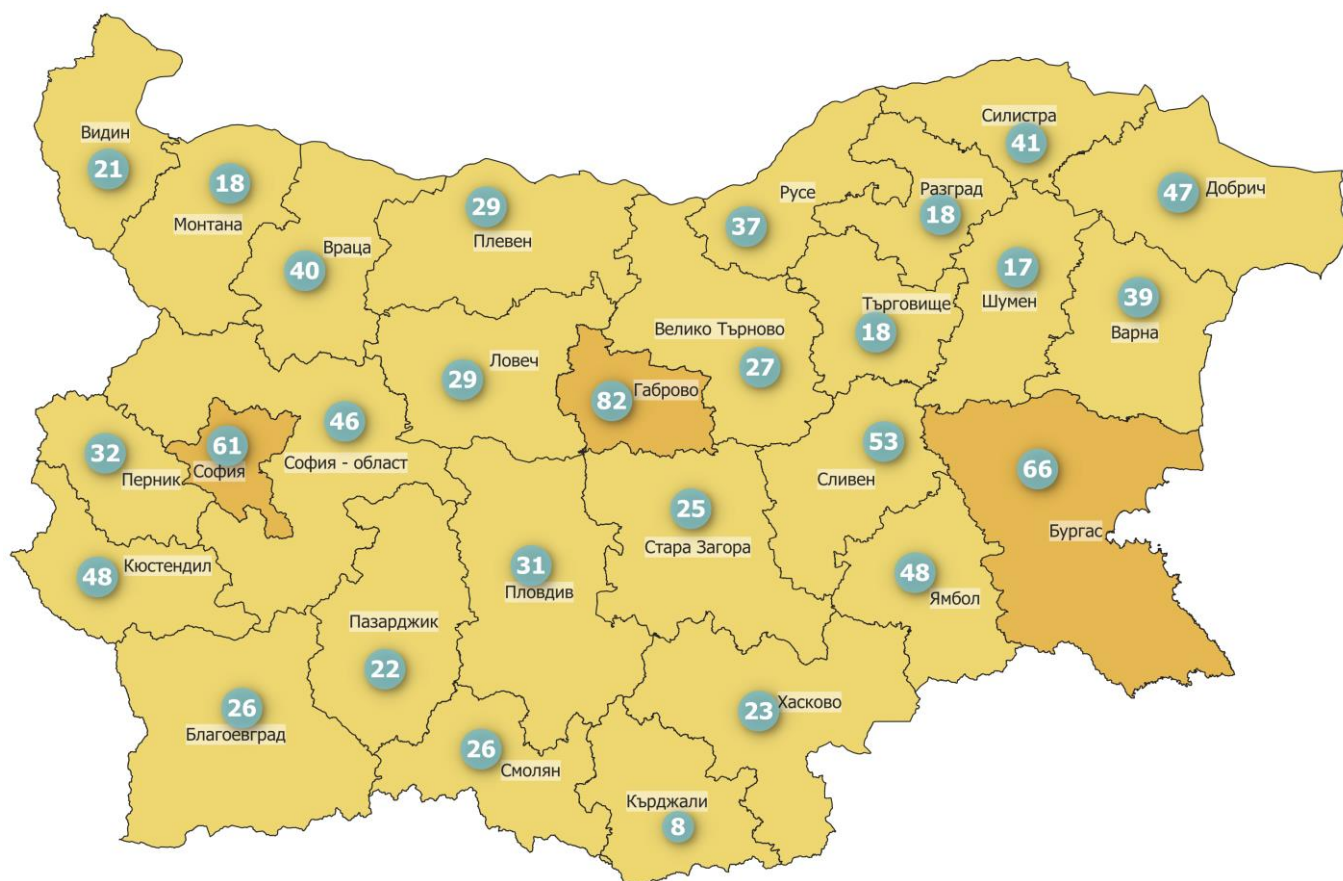 Видин
21
18
Монтана
Враца
40
29
Плевен
Русе
37
Силистра
41
Разград
18
47
Добрич
17
Шумен
39
Варна
Търговище
18
Велико Търново
27
Ловеч
29
82
Габрово
46
София - област
61
София
32
Перник
Кюстендил
48
53
Сливен
66
Бургас
25
Стара Загора
31
Пловдив
48
Ямбол
Пазарджик
22
26
Благоевград
26
Смолян
23
Хасково
Кърджали
8